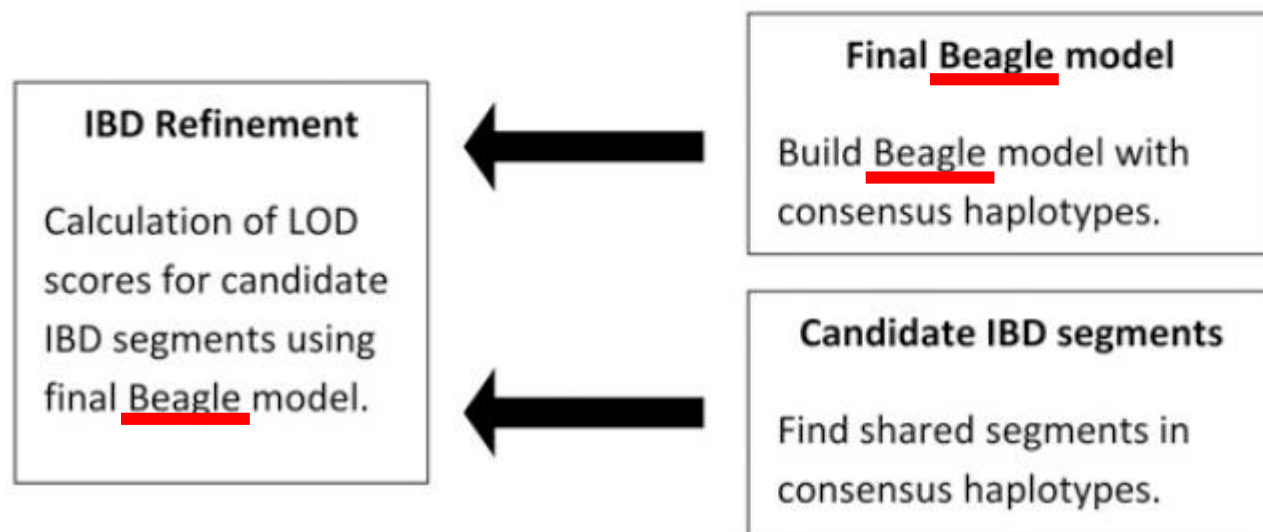 IBD Refinement
Calculation of LOD
scores for candidate
IBD segments using
final Beagle model.
Final Beagle model
Build Beagle model with
consensus haplotypes.
Candidate IBD segments
Find shared segments in
consensus haplotypes.